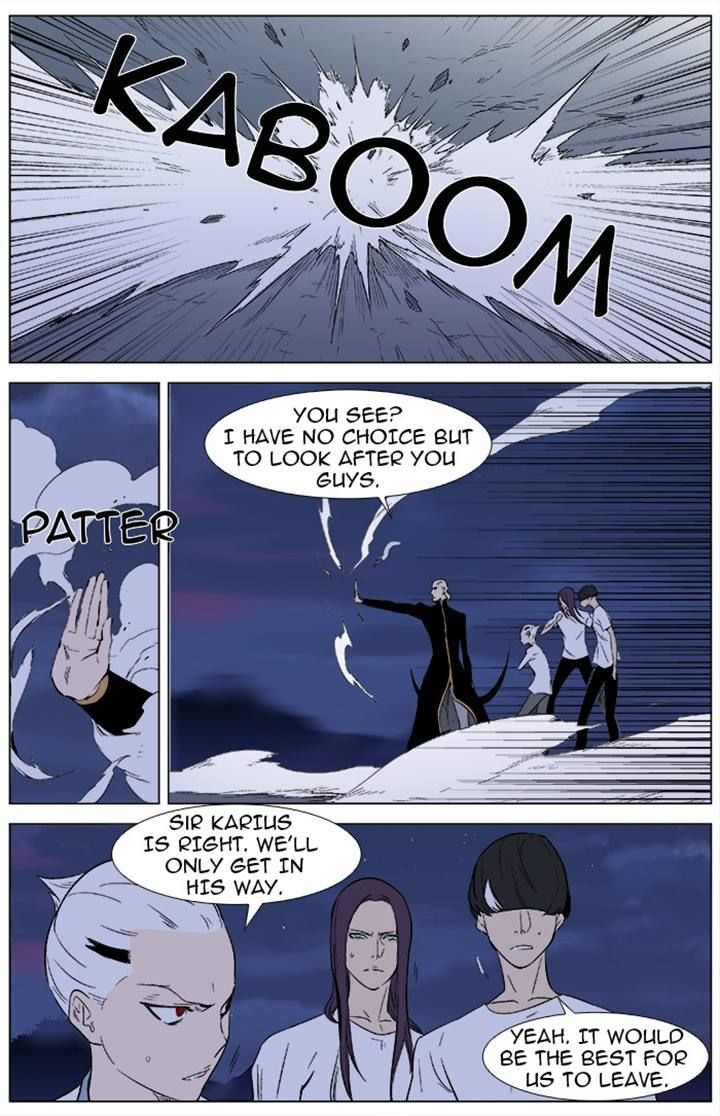 KABOOM
PATTER
YOU SEE?
I HAVE NO CHOICE BUT
TO LOOK AFTER YOU
GUYS.
SIR KARIUS
IS RIGHT. WE'LL
ONLY GET IN
HIS WAY.
YEAH. IT WOULD
BE THE BEST FOR
US TO LEAVE.